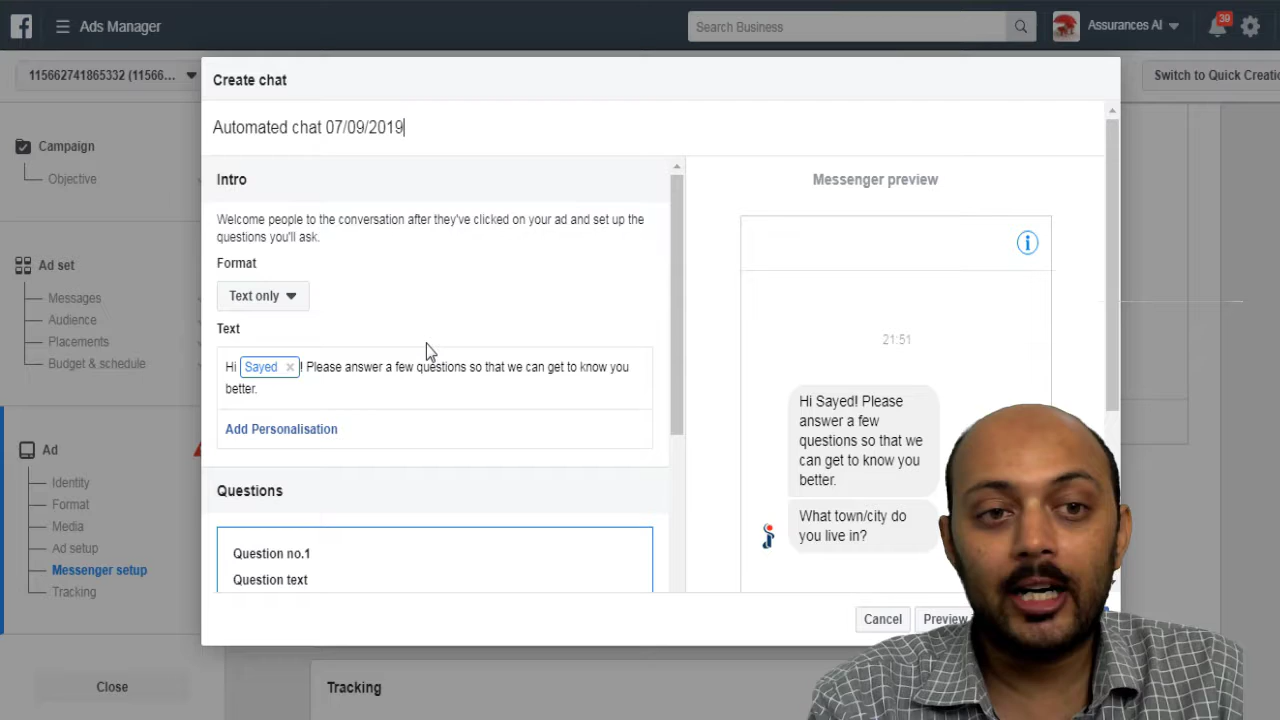 Ads Manager
Search Business
Assurances AI
39
115662741865332 (11566...
Switch to Quick Creatio
Create chat
Automated chat 07/09/2019
Campaign
Objective
Ad set
Messages
Audience
Placements
Budget & schedule
Ad
Identity
Format
Media
Ad setup
Messenger setup
Tracking
Close
Intro
Welcome people to the conversation after they've clicked on your ad and set up the
questions you'll ask.
Format
Text only
Text
Hi Sayed ×! Please answer a few questions so that we can get to know you
better.
Add Personalisation
Questions
Question no.1
Question text
Messenger preview
21:51
Hi Sayed! Please
answer a few
questions so that we
can get to know you
better.
What town/city do
you live in?
Cancel
Preview
Tracking